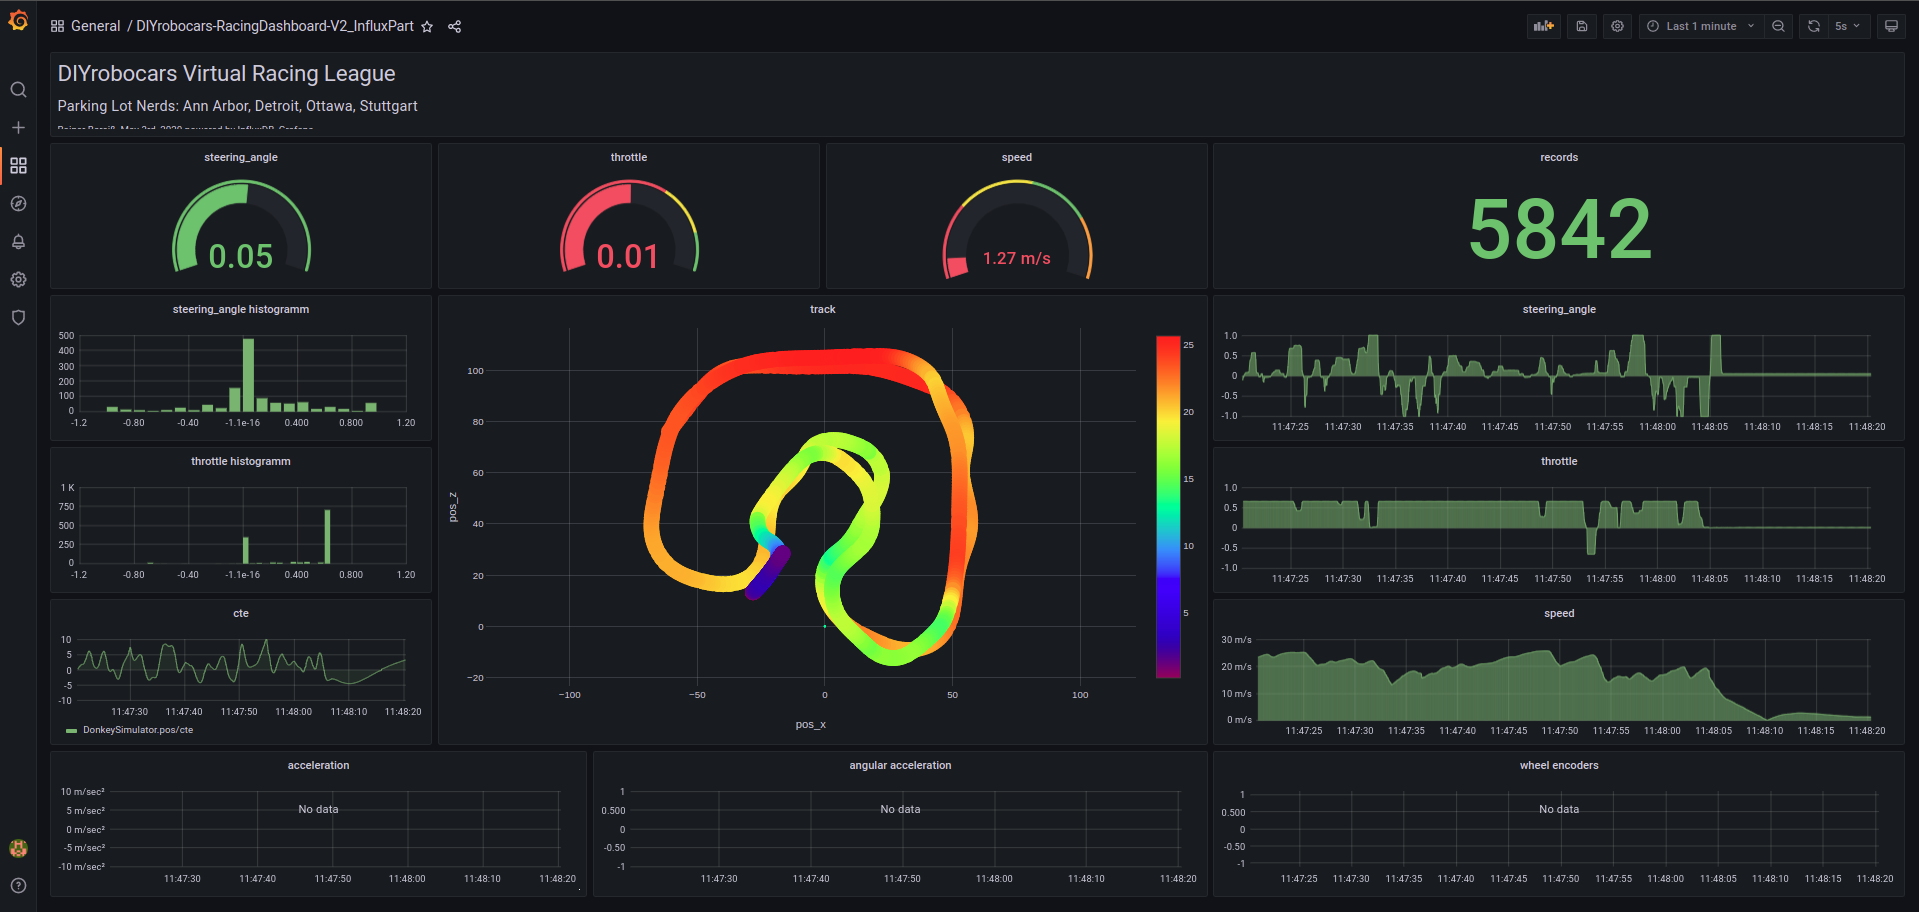 General / DIYrobocars-RacingDashboard-V2_InfluxPart
Last 1 minute
5s
DIYrobocars Virtual Racing League
Parking Lot Nerds: Ann Arbor, Detroit, Ottawa, Stuttgart
steering_angle
0.05
throttle
0.01
speed
1.27 m/s
records
5842
steering_angle histogramm
500
400
300
200
100
0
-1.2 -0.80 -0.40 -1.1e-16 0.400 0.800 1.20
throttle histogramm
1 K
750
500
250
0
-1.2 -0.80 -0.40 -1.1e-16 0.400 0.800 1.20
cte
10
5
0
-5
-10
11:47:30 11:47:40 11:47:50 11:48:00 11:48:10 11:48:20
DonkeySimulator.pos/cte
track
pos_z
100
80
60
40
20
0
−20
−100 −50 0 50 100
pos_x
25
20
15
10
5
steering_angle
1.0
0.5
0
-0.5
-1.0
11:47:25 11:47:30 11:47:35 11:47:40 11:47:45 11:47:50 11:47:55 11:48:00 11:48:05 11:48:10 11:48:15 11:48:20
throttle
1.0
0.5
0
-0.5
-1.0
11:47:25 11:47:30 11:47:35 11:47:40 11:47:45 11:47:50 11:47:55 11:48:00 11:48:05 11:48:10 11:48:15 11:48:20
speed
30 m/s
20 m/s
10 m/s
0 m/s
11:47:25 11:47:30 11:47:35 11:47:40 11:47:45 11:47:50 11:47:55 11:48:00 11:48:05 11:48:10 11:48:15 11:48:20
acceleration
10 m/sec²
5 m/sec²
0 m/sec²
-5 m/sec²
-10 m/sec²
No data
11:47:30 11:47:40 11:47:50 11:48:00 11:48:10 11:48:20
angular acceleration
1
0.500
0
-0.50
-1
No data
11:47:30 11:47:40 11:47:50 11:48:00 11:48:10 11:48:20
wheel encoders
1
0.500
0
-0.50
-1
No data
11:47:25 11:47:30 11:47:35 11:47:40 11:47:45 11:47:50 11:47:55 11:48:00 11:48:05 11:48:10 11:48:15 11:48:20